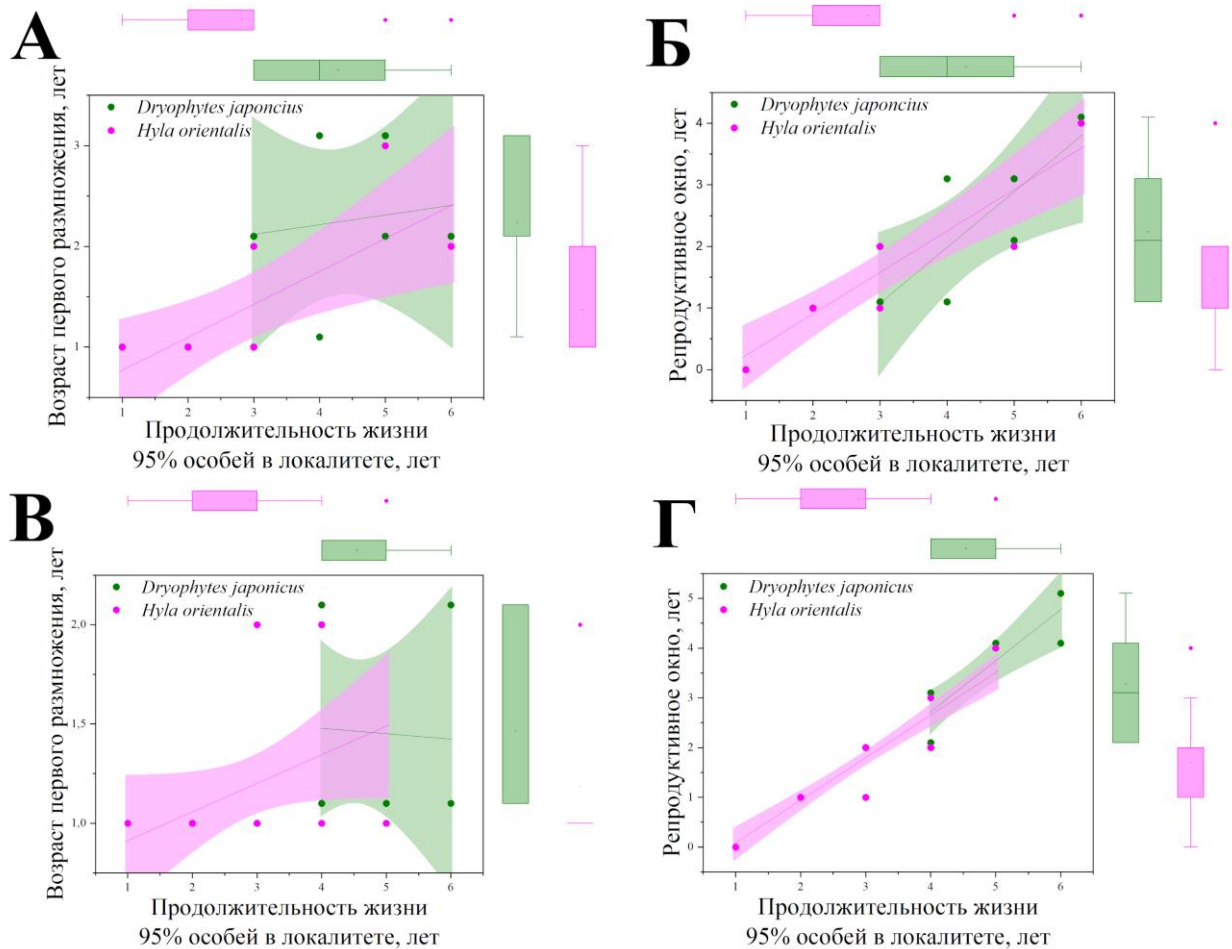 А
Возраст первого размножения, лет
Dryophytes japoncius
Hyla orientalis
3
2
1
1 2 3 4 5 6
Продолжительность жизни
95% особей в локалитете, лет
Б
Репродуктивное окно, лет
Dryophytes japonicus
Hyla orientalis
4
3
2
1
0
1 2 3 4 5 6
Продолжительность жизни
95% особей в локалитете, лет
В
Возраст первого размножения, лет
Dryophytes japonicus
Hyla orientalis
2,0
1,5
1,0
1 2 3 4 5 6
Продолжительность жизни
95% особей в локалитете, лет
Г
Репродуктивное окно, лет
Dryophytes japonicus
Hyla orientalis
5
4
3
2
1
0
1 2 3 4 5 6
Продолжительность жизни
95% особей в локалитете, лет